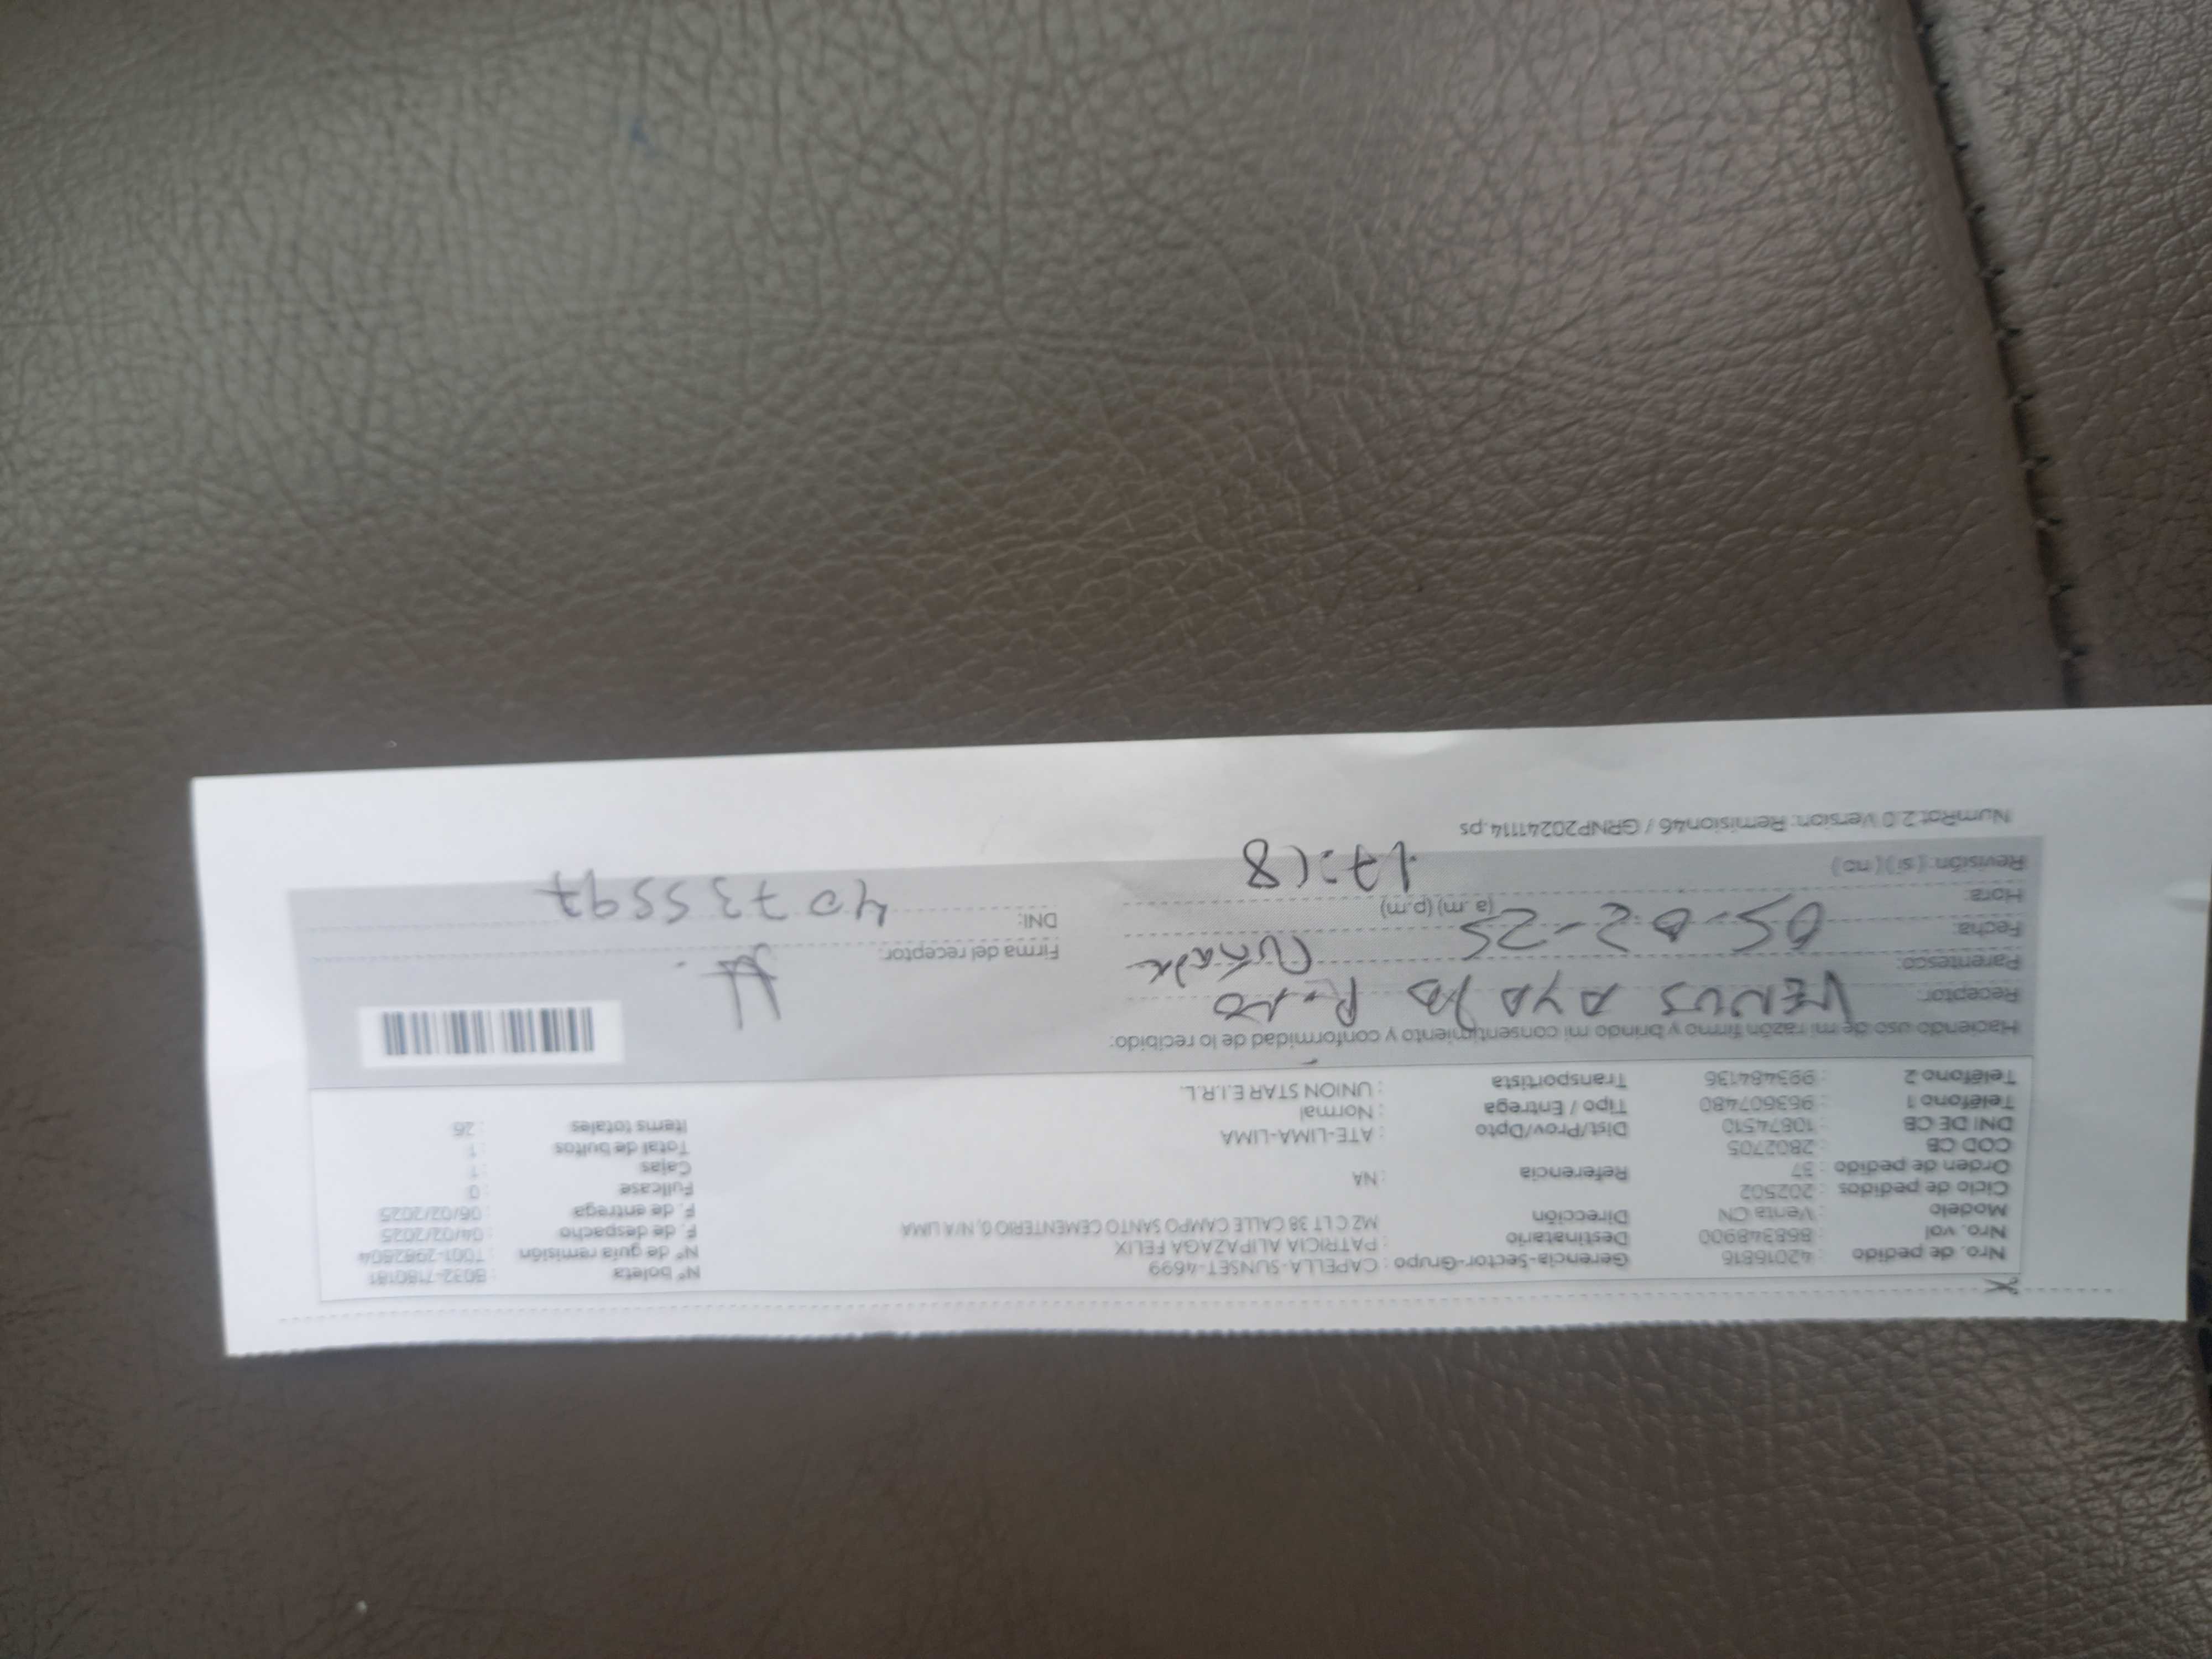 Nro. de pedido : 42016816 Gerencia-Sector-Grupo : CAPELLA-SUNSET-4699 N° boleta : B032-7180181
Nro. vol : 868348900 Destinatario : PATRICIA ALIPAZAGA FELIX N° de guía remisión : T001-2982804
Modelo : Venta CN Dirección MZ C LT 38 CALLE CAMPO SANTO CEMENTERIO 0, N/A LIMA F. de despacho : 04/02/2025
Ciclo de pedidos : 202502 F. de entrega : 06/02/2025
Orden de pedido : 37 Referencia : NA Fullcase : 0
COD CB : 2802705 Cajas : 1
DNI DE CB : 10874510 Dist/Prov/Dpto : ATE-LIMA-LIMA Total de bultos : 1
Teléfono 1 : 963607480 Tipo / Entrega : Normal Items totales : 26
Teléfono 2 : 993484136 Transportista : UNION STAR E.I.R.L.
Haciendo uso de mi razón firmo y brindo mi consentimiento y conformidad de lo recibido:
Receptor: VENUS
Parentesco: Cuñada Firma del receptor:
Fecha: 05-02-25 DNI: 40735597
Hora: (a.m) (p.m) 17:18
Revisión: ( si ) ( no )
NumRot 2.0 Version: Remision46 / GRNP20241114.ps